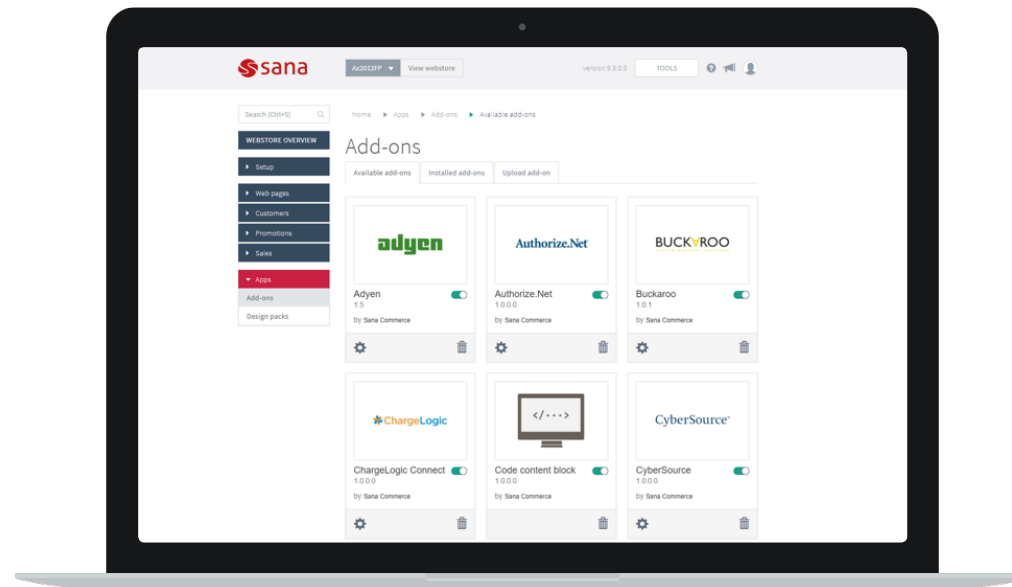 sana
Ax2012FP View webstore version 9.3.0.0 TOOLS
Search (Ctrl+S) Home Apps Add-ons Available add-ons
WEBSTORE OVERVIEW
Add-ons
Setup
Available add-ons Installed add-ons Upload add-on
Web pages
Customers
Promotions
Sales
Apps
Add-ons
Design packs
adyen
Authorize.Net
BUCKAROO
Adyen
1.5
by Sana Commerce
Authorize.Net
1.0.0.0
by Sana Commerce
Buckaroo
1.0.1
by Sana Commerce
ChargeLogic
</···>
CyberSource
ChargeLogic Connect
1.0.0.0
by Sana Commerce
Code content block
1.0.0.0
by Sana Commerce
CyberSource
1.0.0.0
by Sana Commerce